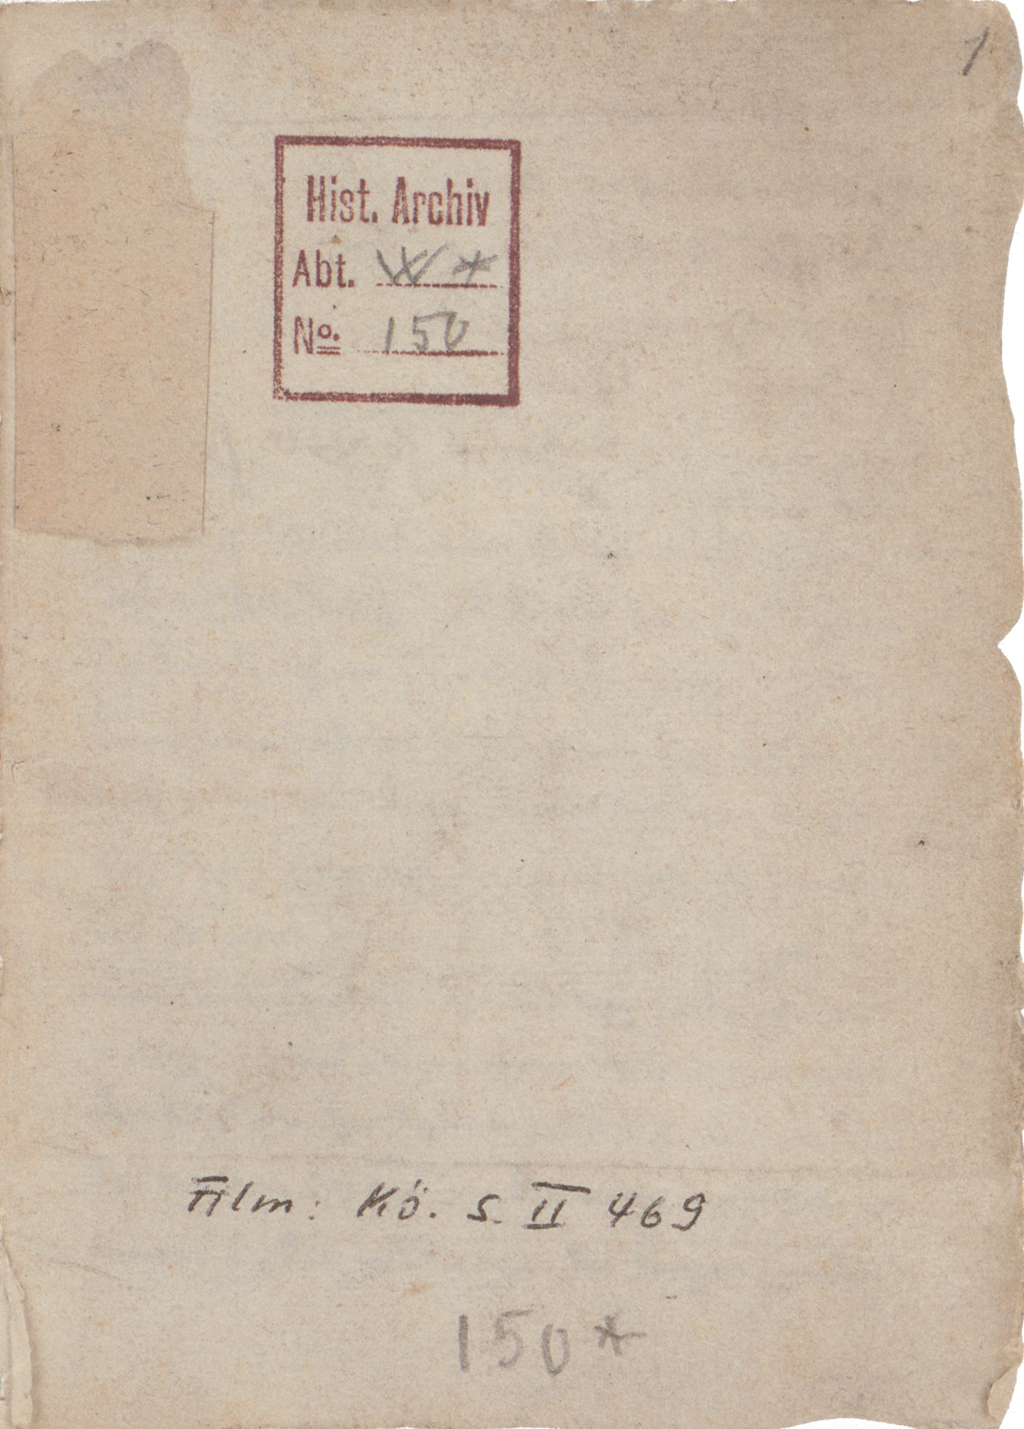 1
Hist. Archiv
Abt. W *
No. 150
Film: Kö. S. II 469
150 *